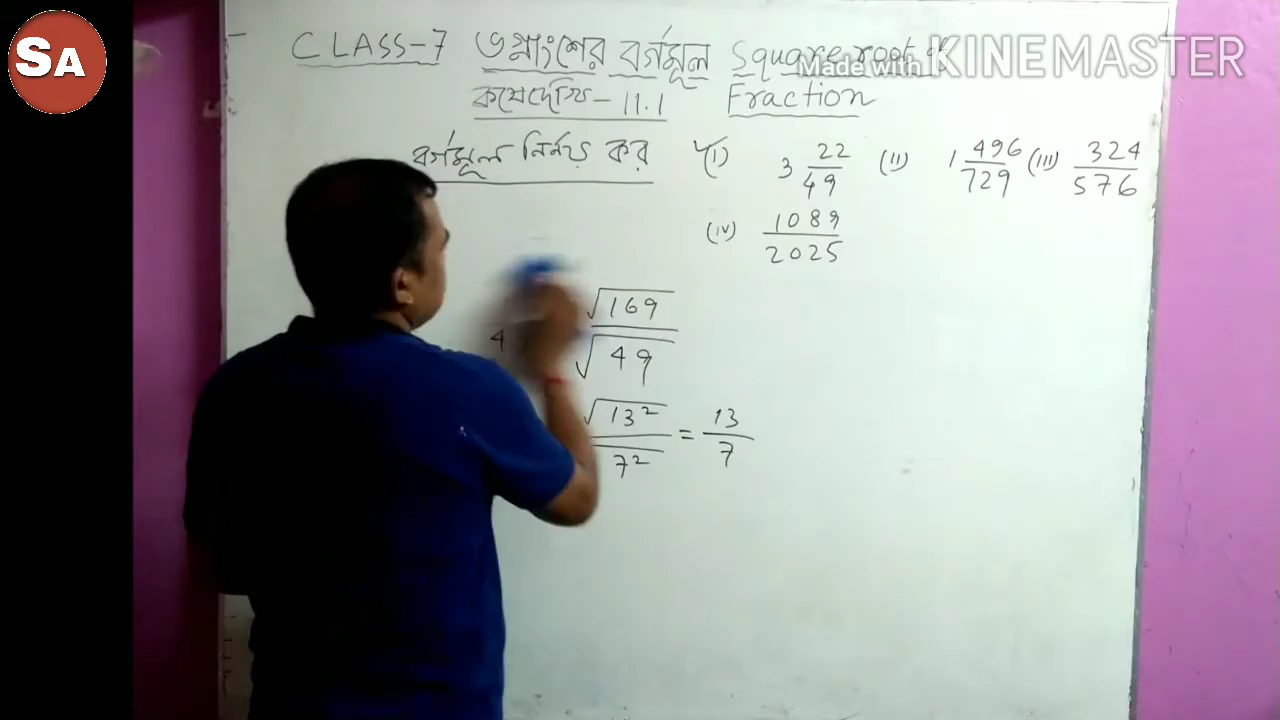 SA
CLASS-7 ভগ্নাংশের বর্গমূল Square root of
Made with KINEMASTER
কষেদেখি-11.1 Fraction
বর্গমূল নির্নয় কর (i) 3 22/49 (ii) 1 496/729 (iii) 324/576
(iv) 1089/2025
√169
4 √49
√13² = 13
7² 7